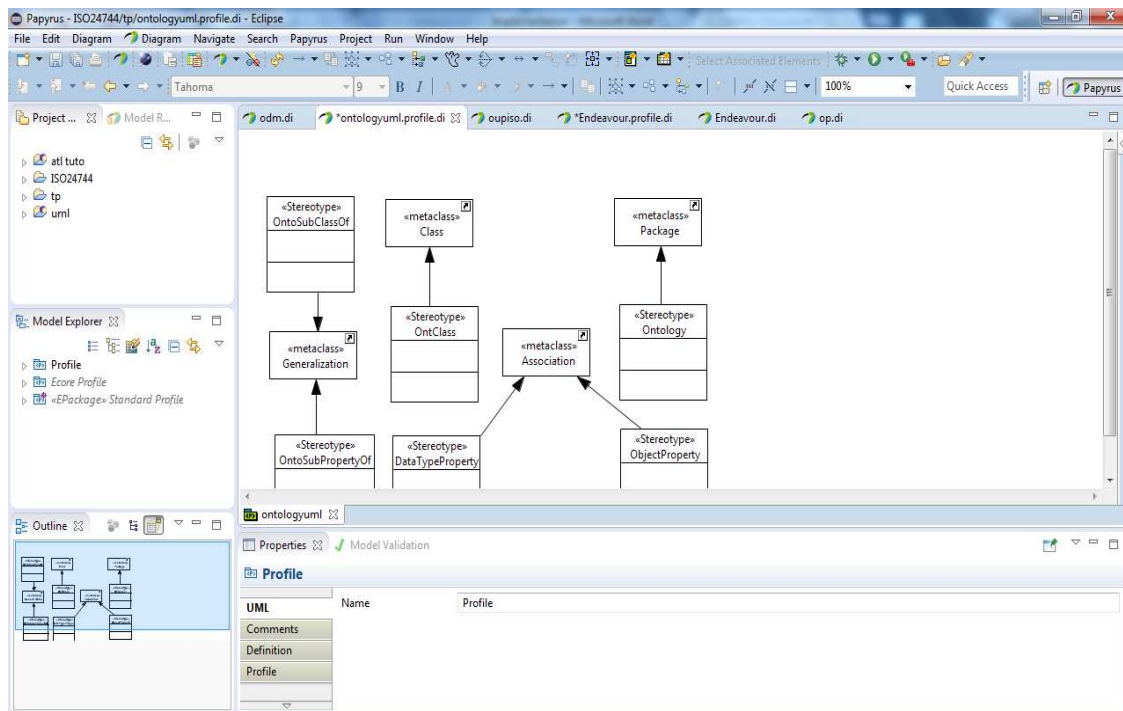 Papyrus - ISO24744/tp/ontologyuml.profile.di - Eclipse
File Edit Diagram Diagram Navigate Search Papyrus Project Run Window Help
Select Associated Elements
Tahoma 9 B I A 100% Quick Access Papyrus
Project ... Model R...
odm.di *ontologyuml.profile.di oupiso.di *Endeavour.profile.di Endeavour.di op.di
atl tuto
ISO24744
tp
uml
«Stereotype»
OntoSubClassOf
«metaclass»
Class
«metaclass»
Package
«Stereotype»
OntClass
«Stereotype»
Ontology
«metaclass»
Generalization
«metaclass»
Association
«Stereotype»
OntoSubPropertyOf
«Stereotype»
DataTypeProperty
«Stereotype»
ObjectProperty
Model Explorer
Profile
Ecore Profile
«EPackage» Standard Profile
ontologyuml
Outline
Properties Model Validation
Profile
UML
Name Profile
Comments
Definition
Profile